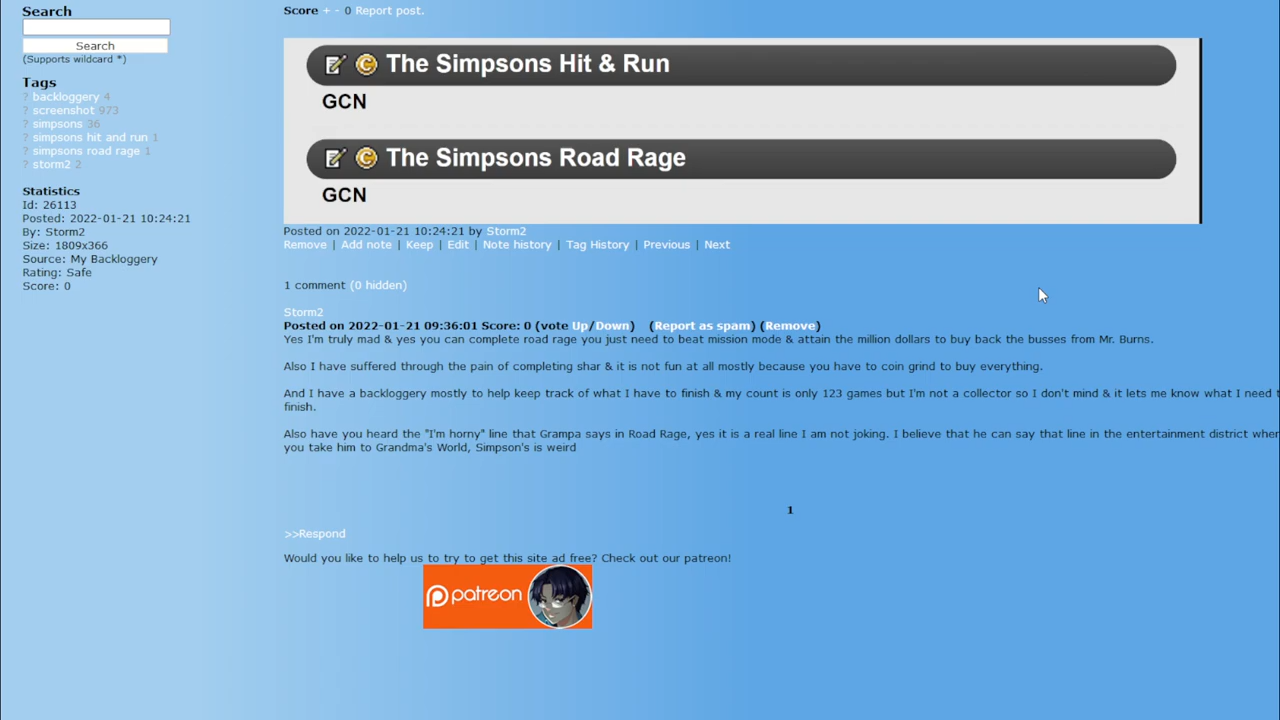 Search
Search
(Supports wildcard *)
Tags
? backloggery 4
? screenshot 973
? simpsons 36
? simpsons hit and run 1
? simpsons road rage 1
? storm2 2
Statistics
Id: 26113
Posted: 2022-01-21 10:24:21
By: Storm2
Size: 1809x366
Source: My Backloggery
Rating: Safe
Score: 0
Score + - 0 Report post.
The Simpsons Hit & Run
GCN
The Simpsons Road Rage
GCN
Posted on 2022-01-21 10:24:21 by Storm2
Remove | Add note | Keep | Edit | Note history | Tag History | Previous | Next
1 comment (0 hidden)
Storm2
Posted on 2022-01-21 09:36:01 Score: 0 (vote Up/Down) (Report as spam) (Remove)
Yes I'm truly mad & yes you can complete road rage you just need to beat mission mode & attain the million dollars to buy back the busses from Mr. Burns.
Also I have suffered through the pain of completing shar & it is not fun at all mostly because you have to coin grind to buy everything.
And I have a backloggery mostly to help keep track of what I have to finish & my count is only 123 games but I'm not a collector so I don't mind & it lets me know what I need t
finish.
Also have you heard the "I'm horny" line that Grampa says in Road Rage, yes it is a real line I am not joking. I believe that he can say that line in the entertainment district wher
you take him to Grandma's World, Simpson's is weird
1
>>Respond
Would you like to help us to try to get this site ad free? Check out our patreon!
patreon